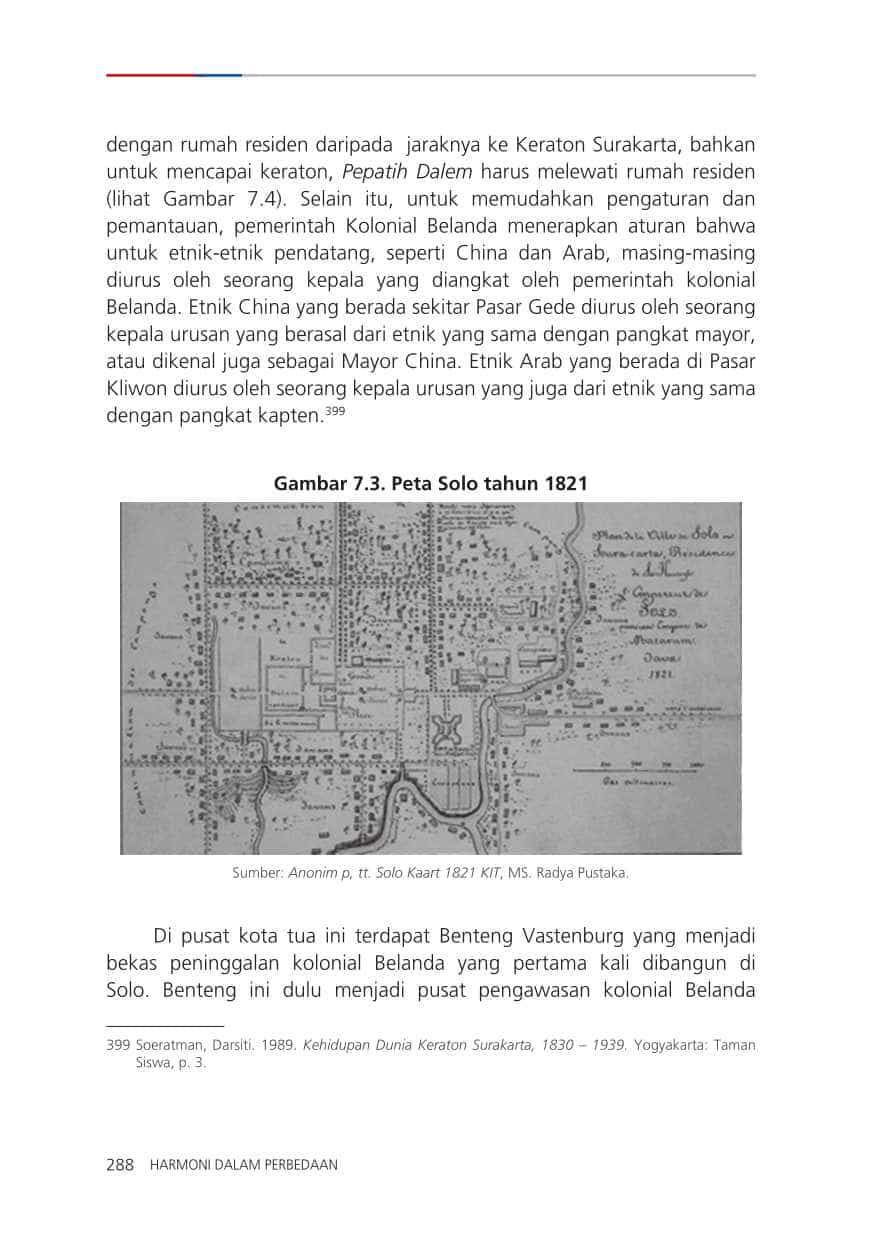 dengan rumah residen daripada jaraknya ke Keraton Surakarta, bahkan
untuk mencapai keraton, Pepatih Dalem harus melewati rumah residen
(lihat Gambar 7.4). Selain itu, untuk memudahkan pengaturan dan
pemantauan, pemerintah Kolonial Belanda menerapkan aturan bahwa
untuk etnik-etnik pendatang, seperti China dan Arab, masing-masing
diurus oleh seorang kepala yang diangkat oleh pemerintah kolonial
Belanda. Etnik China yang berada sekitar Pasar Gede diurus oleh seorang
kepala urusan yang berasal dari etnik yang sama dengan pangkat mayor,
atau dikenal juga sebagai Mayor China. Etnik Arab yang berada di Pasar
Kliwon diurus oleh seorang kepala urusan yang juga dari etnik yang sama
dengan pangkat kapten.399
Gambar 7.3. Peta Solo tahun 1821
Plan de la Ville de Solo
Soura-carta, Résidence
Solo
Mataram
Java
1821.
Kraton
Sumber: Anonim p, tt. Solo Kaart 1821 KIT, MS. Radya Pustaka.
Di pusat kota tua ini terdapat Benteng Vastenburg yang menjadi
bekas peninggalan kolonial Belanda yang pertama kali dibangun di
Solo. Benteng ini dulu menjadi pusat pengawasan kolonial Belanda
399 Soeratman, Darsiti. 1989. Kehidupan Dunia Keraton Surakarta, 1830 – 1939. Yogyakarta: Taman
Siswa, p. 3.
288 HARMONI DALAM PERBEDAAN